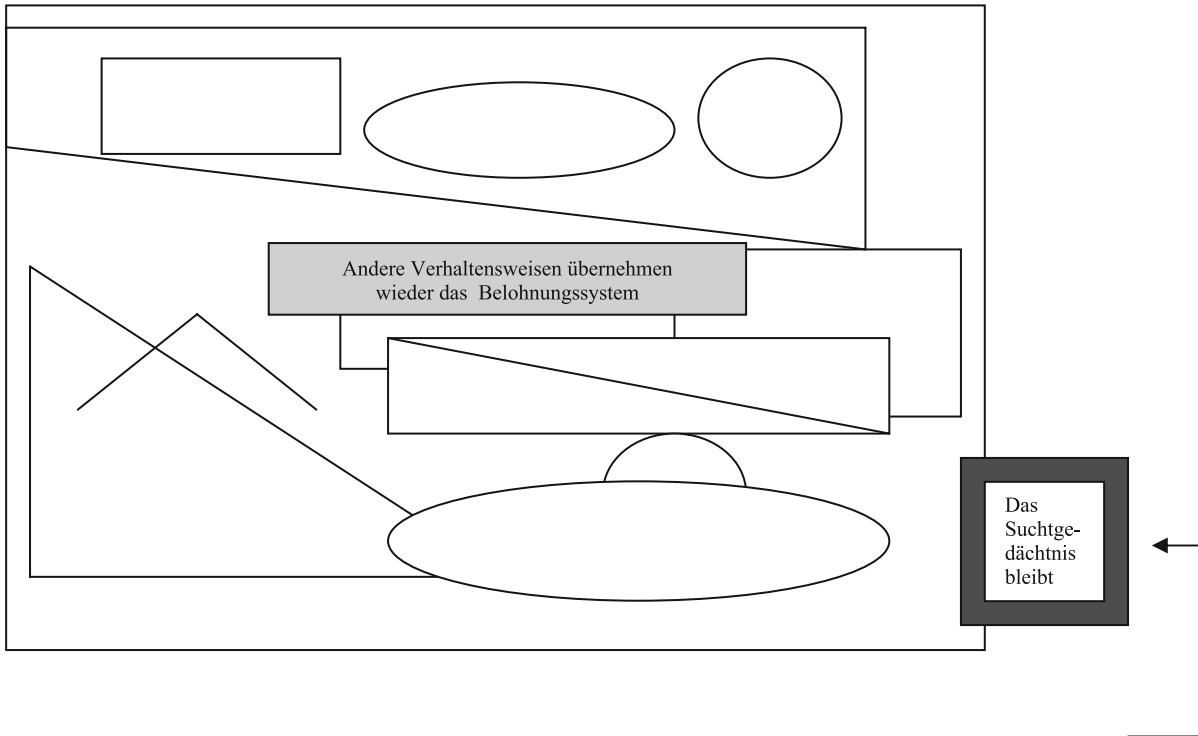 Andere Verhaltensweisen übernehmen
wieder das Belohnungssystem
Das
Suchtge-
dächtnis
bleibt